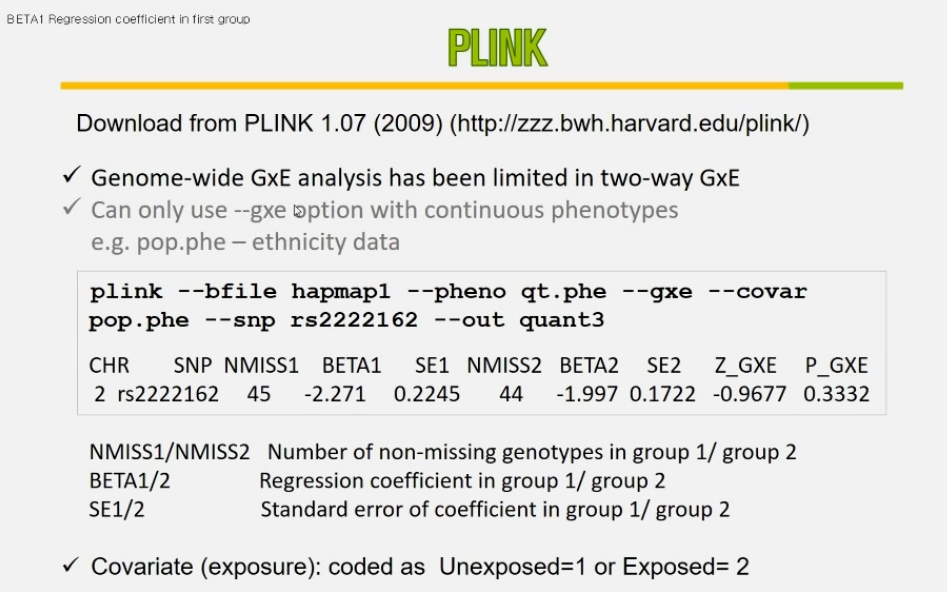 BETA1 Regression coefficient in first group
PLINK
Download from PLINK 1.07 (2009) (http://zzz.bwh.harvard.edu/plink/)
✓ Genome-wide GxE analysis has been limited in two-way GxE
✓ Can only use --gxe option with continuous phenotypes
e.g. pop.phe – ethnicity data
plink --bfile hapmap1 --pheno qt.phe --gxe --covar
pop.phe --snp rs2222162 --out quant3
CHR SNP NMISS1 BETA1 SE1 NMISS2 BETA2 SE2 Z_GXE P_GXE
2 rs2222162 45 -2.271 0.2245 44 -1.997 0.1722 -0.9677 0.3332
NMISS1/NMISS2 Number of non-missing genotypes in group 1/ group 2
BETA1/2 Regression coefficient in group 1/ group 2
SE1/2 Standard error of coefficient in group 1/ group 2
✓ Covariate (exposure): coded as Unexposed=1 or Exposed= 2